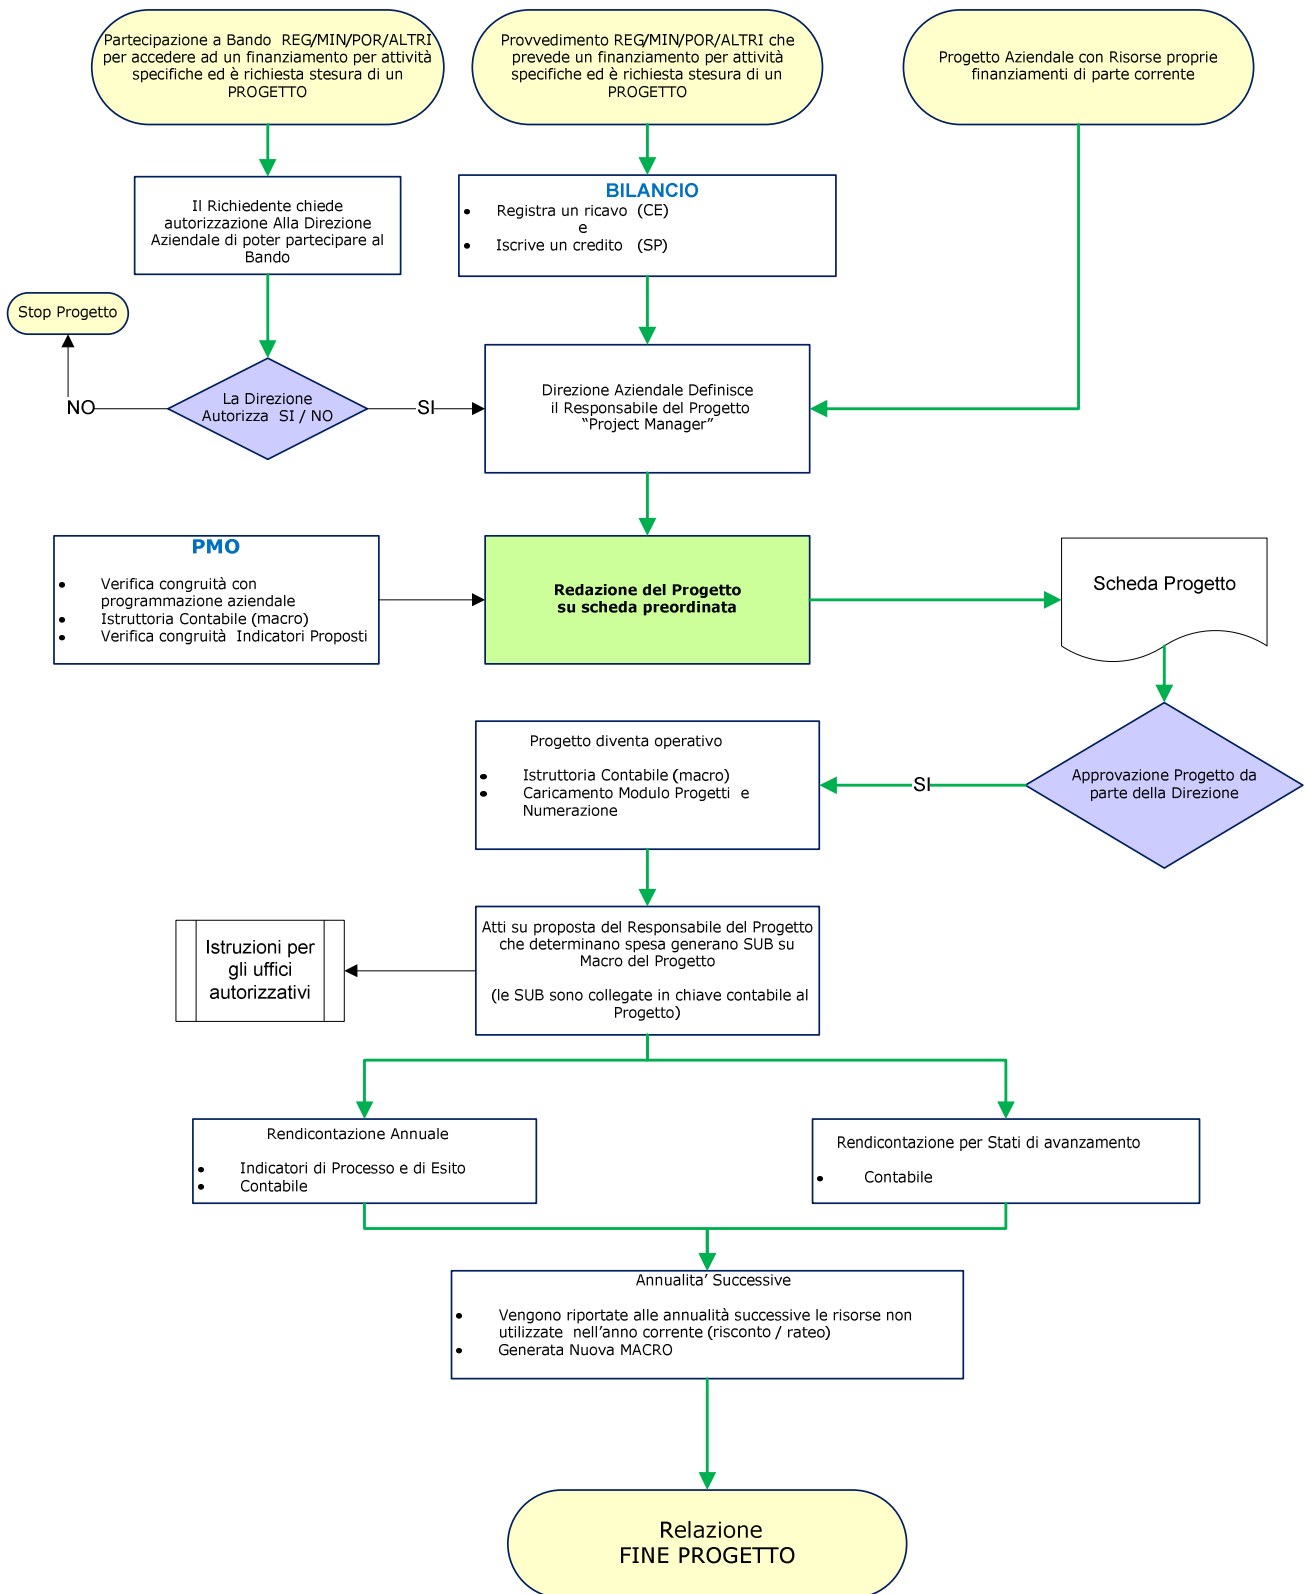 Partecipazione a Bando REG/MIN/POR/ALTRI
per accedere ad un finanziamento per attività
specifiche ed è richiesta stesura di un
PROGETTO
Provvedimento REG/MIN/POR/ALTRI che
prevede un finanziamento per attività
specifiche ed è richiesta stesura di un
PROGETTO
Progetto Aziendale con Risorse proprie
finanziamenti di parte corrente
Il Richiedente chiede
autorizzazione Alla Direzione
Aziendale di poter partecipare al
Bando
BILANCIO
• Registra un ricavo (CE)
e
• Iscrive un credito (SP)
Stop Progetto
NO
La Direzione
Autorizza SI / NO
SI
Direzione Aziendale Definisce
il Responsabile del Progetto
“Project Manager”
PMO
• Verifica congruità con
programmazione aziendale
• Istruttoria Contabile (macro)
• Verifica congruità Indicatori Proposti
Redazione del Progetto
su scheda preordinata
Scheda Progetto
Approvazione Progetto da
parte della Direzione
SI
Progetto diventa operativo
• Istruttoria Contabile (macro)
• Caricamento Modulo Progetti e
Numerazione
Atti su proposta del Responsabile del Progetto
che determinano spesa generano SUB su
Macro del Progetto
(le SUB sono collegate in chiave contabile al
Progetto)
Istruzioni per
gli uffici
autorizzativi
Rendicontazione Annuale
• Indicatori di Processo e di Esito
• Contabile
Rendicontazione per Stati di avanzamento
• Contabile
Annualita’ Successive
• Vengono riportate alle annualità successive le risorse non
utilizzate nell’anno corrente (risconto / rateo)
• Generata Nuova MACRO
Relazione
FINE PROGETTO